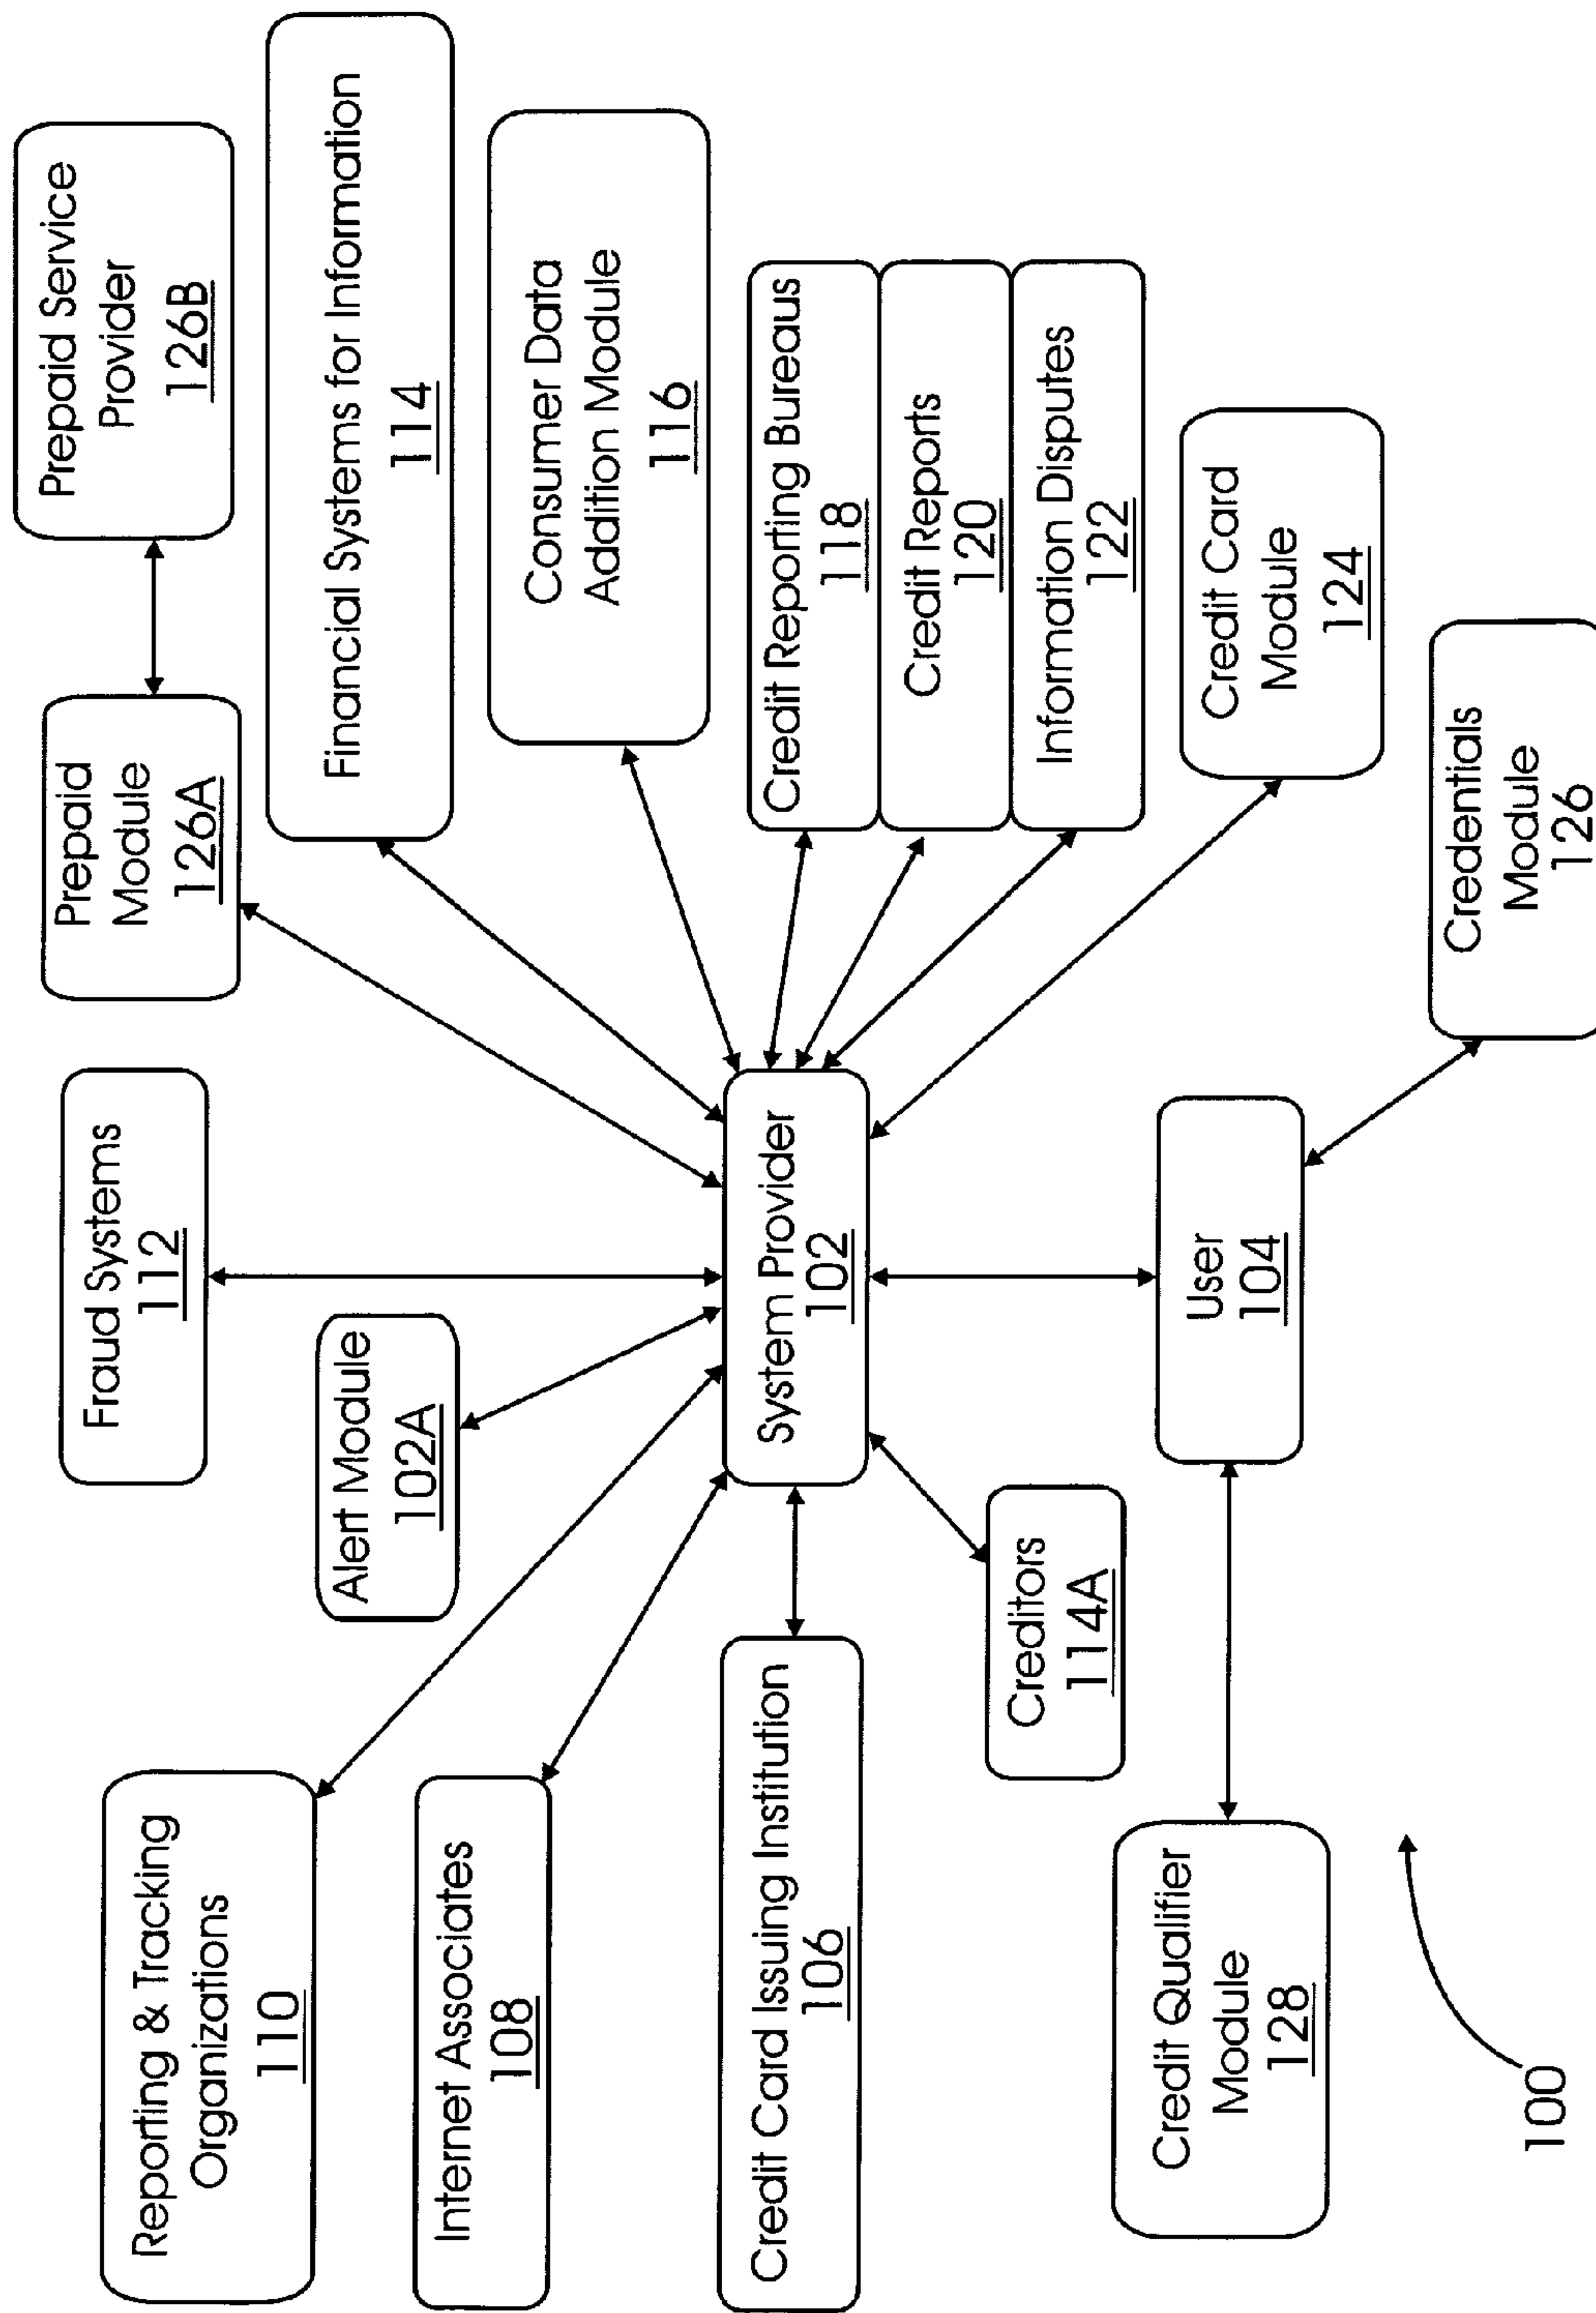 Reporting & Tracking
Organizations
110
Internet Associates
108
Credit Card Issuing Institution
106
Credit Qualifier
Module
128
100
Fraud Systems
112
Alert Module
102A
System Provider
102
Creditors
114A
User
104
Prepaid
Module
126A
Prepaid Service
Provider
126B
Financial Systems for Information
114
Consumer Data
Addition Module
116
Credit Reporting Bureaus
118
Credit Reports
120
Information Disputes
122
Credit Card
Module
124
Credentials
Module
126